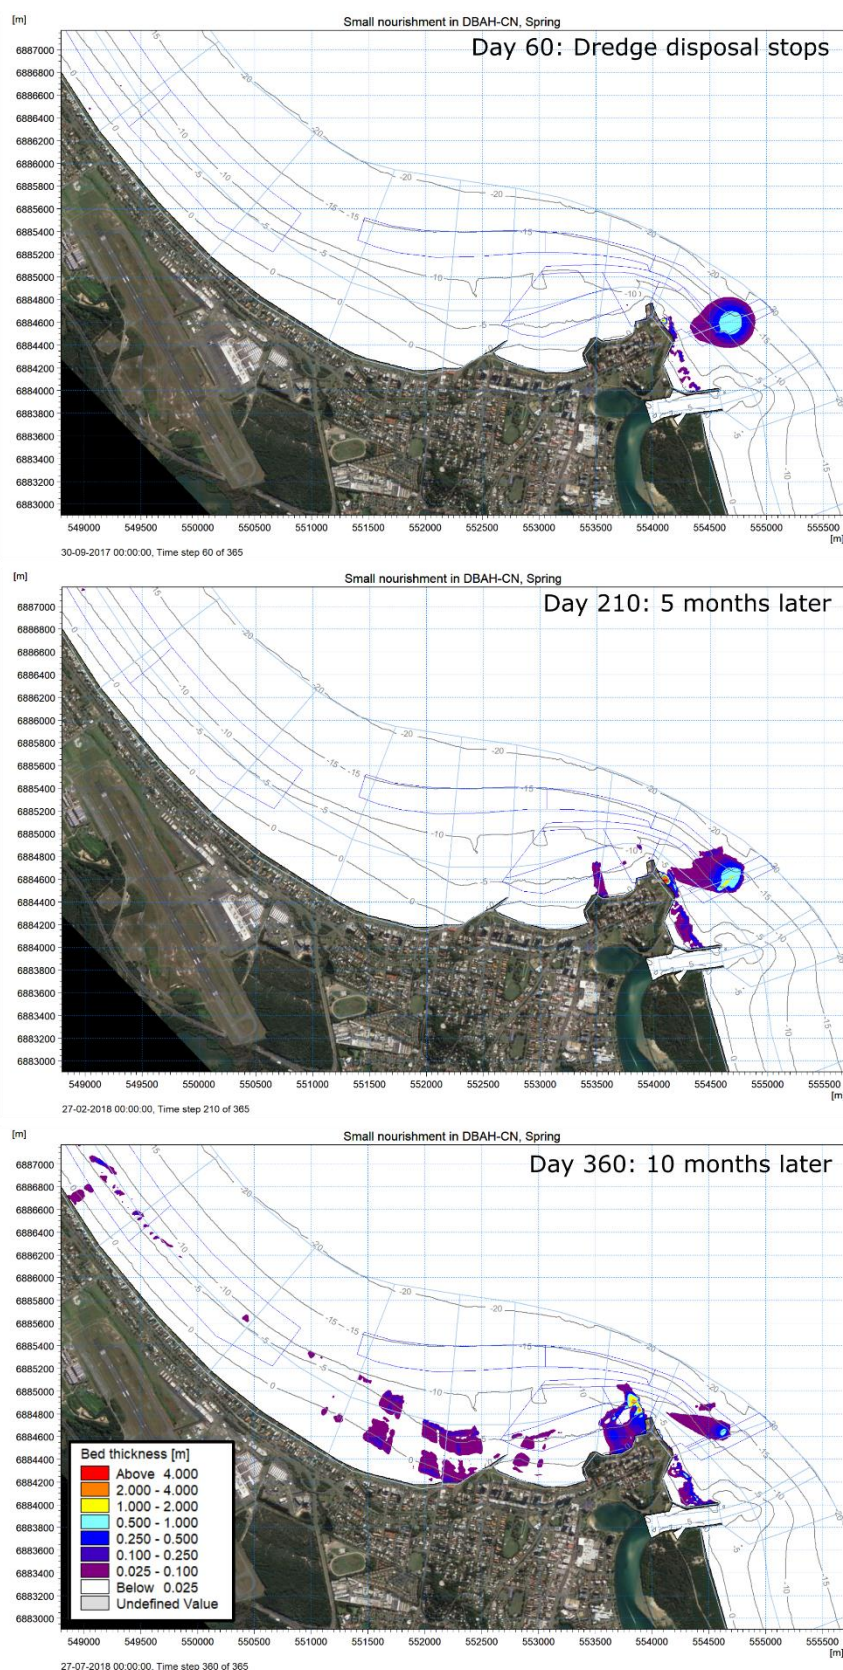 [m]
Small nourishment in DBAH-CN, Spring
Day 60: Dredge disposal stops
6887000
6886800
6886600
6886400
6886200
6886000
6885800
6885600
6885400
6885200
6885000
6884800
6884600
6884400
6884200
6884000
6883800
6883600
6883400
6883200
6883000
549000 549500 550000 550500 551000 551500 552000 552500 553000 553500 554000 554500 555000 555500
[m]
30-09-2017 00:00:00, Time step 60 of 365
[m]
Small nourishment in DBAH-CN, Spring
Day 210: 5 months later
6887000
6886800
6886600
6886400
6886200
6886000
6885800
6885600
6885400
6885200
6885000
6884800
6884600
6884400
6884200
6884000
6883800
6883600
6883400
6883200
6883000
549000 549500 550000 550500 551000 551500 552000 552500 553000 553500 554000 554500 555000 555500
[m]
27-02-2018 00:00:00, Time step 210 of 365
[m]
Small nourishment in DBAH-CN, Spring
Day 360: 10 months later
6887000
6886800
6886600
6886400
6886200
6886000
6885800
6885600
6885400
6885200
6885000
6884800
6884600
6884400
6884200
6884000
6883800
6883600
6883400
6883200
6883000
Bed thickness [m]
Above 4.000
2.000 - 4.000
1.000 - 2.000
0.500 - 1.000
0.250 - 0.500
0.100 - 0.250
0.025 - 0.100
Below 0.025
Undefined Value
549000 549500 550000 550500 551000 551500 552000 552500 553000 553500 554000 554500 555000 555500
[m]
27-07-2018 00:00:00, Time step 360 of 365